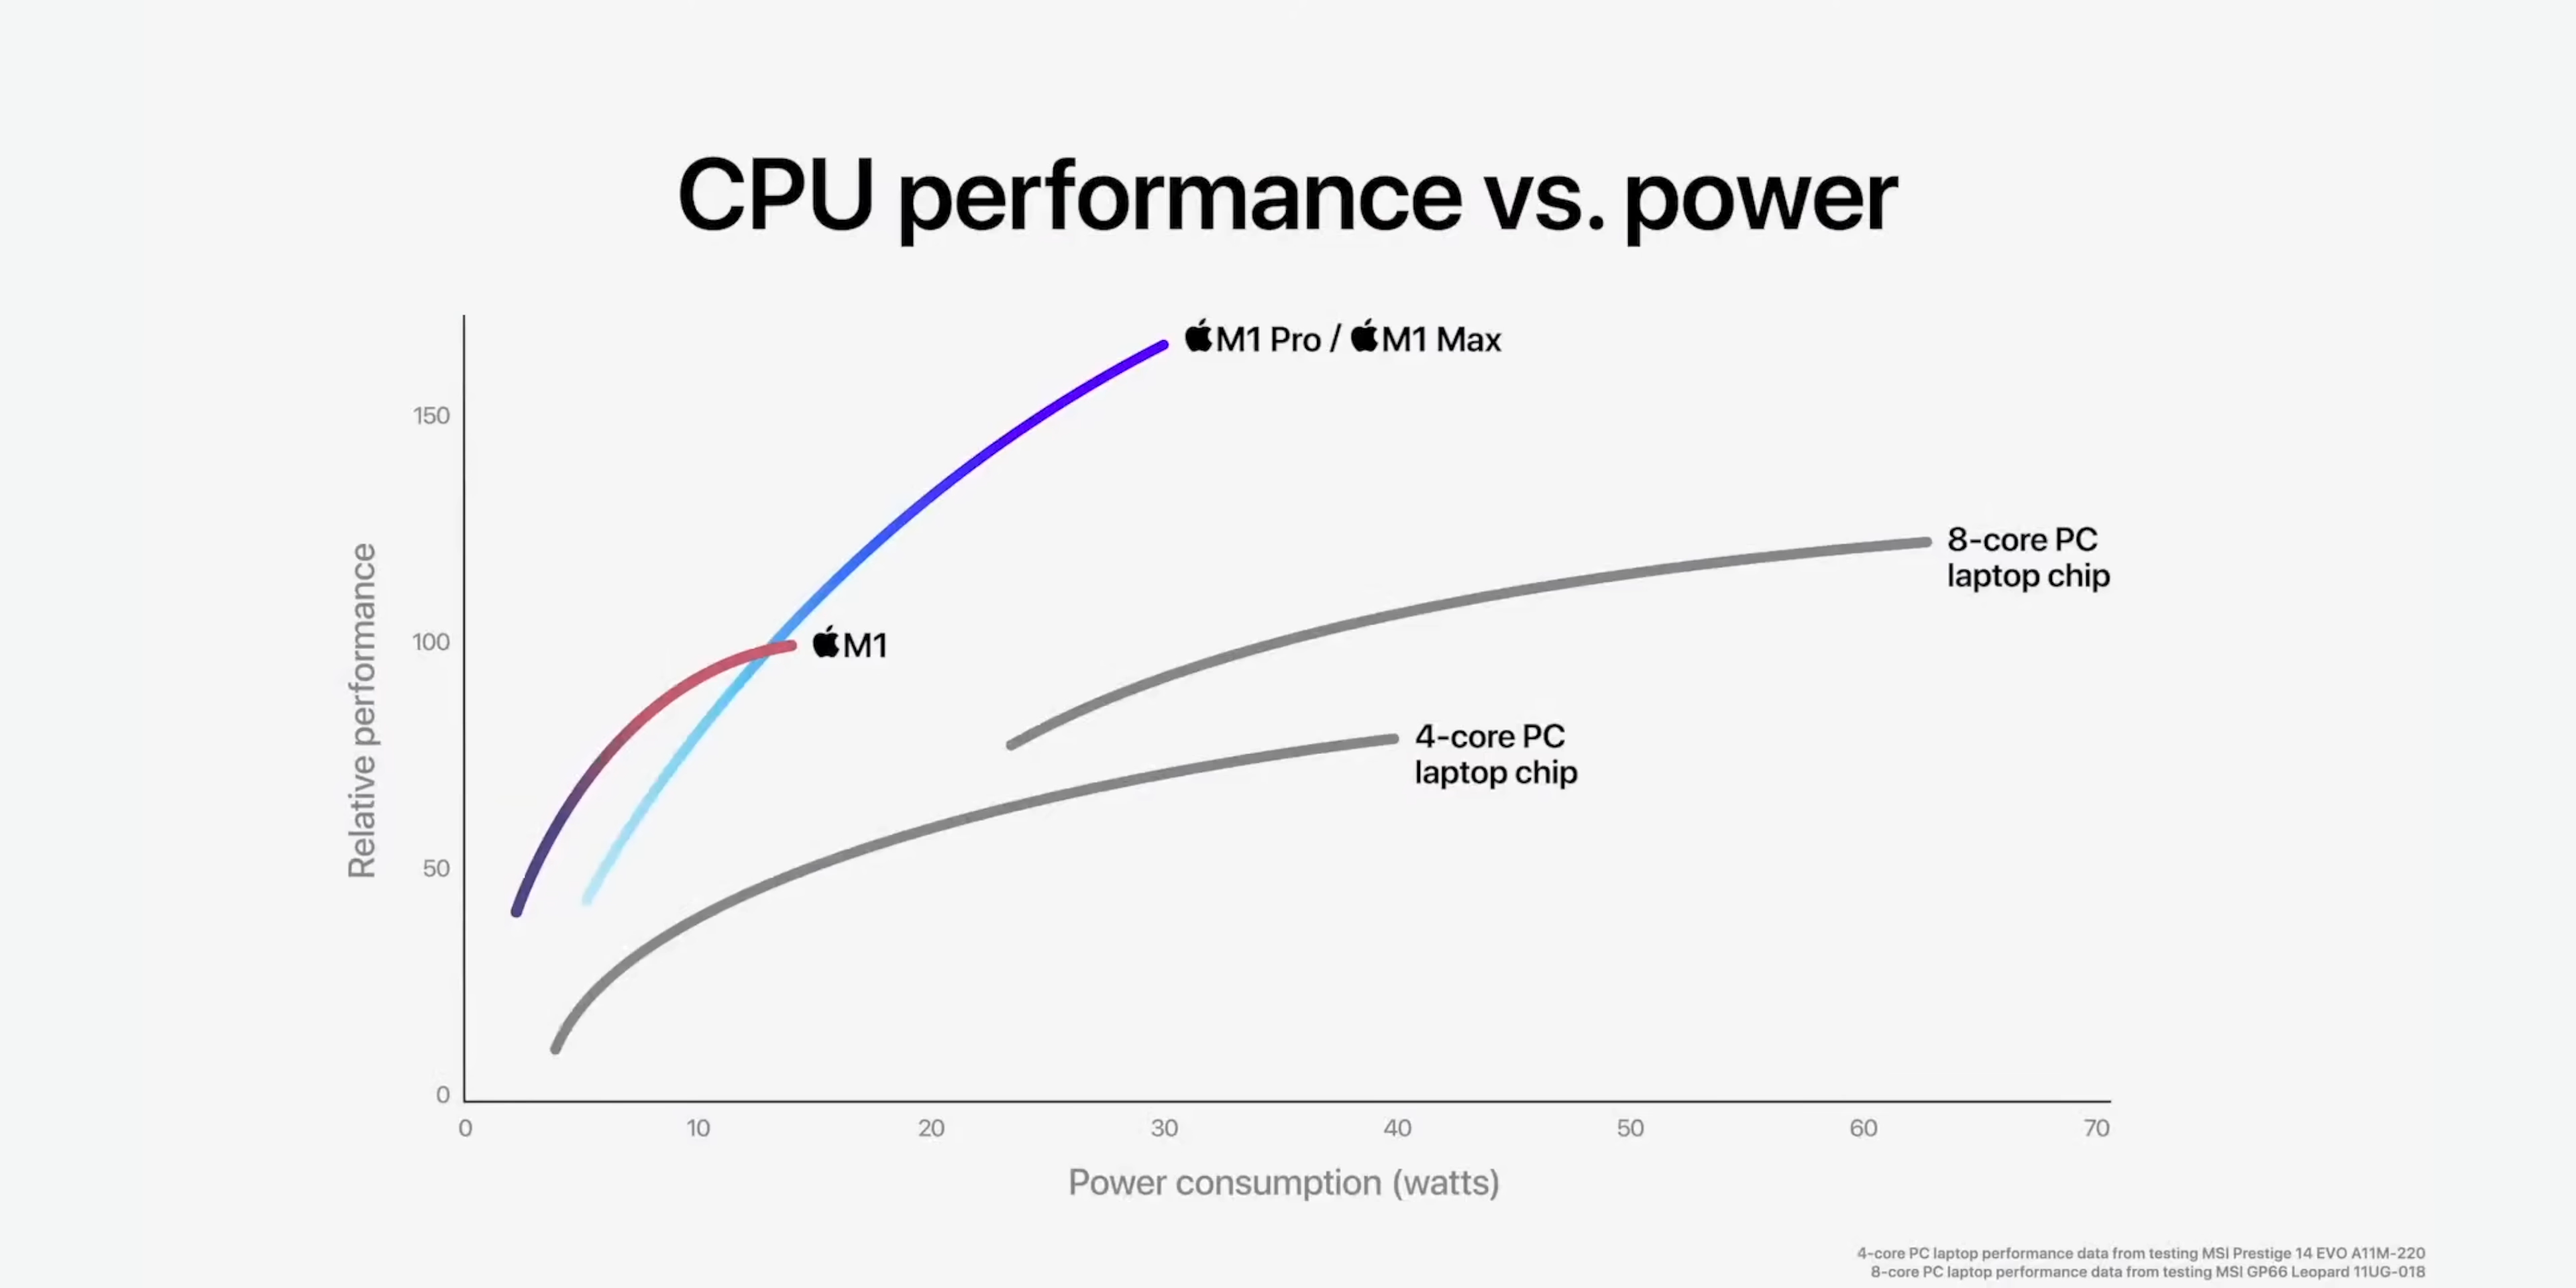 CPU performance vs. power
M1 Pro / M1 Max
150
8-core PC
laptop chip
100
M1
4-core PC
laptop chip
Relative performance
50
0
0 10 20 30 40 50 60 70
Power consumption (watts)
4-core PC laptop performance data from testing MSI Prestige 14 EVO A11M-220
8-core PC laptop performance data from testing MSI GP66 Leopard 11UG-018